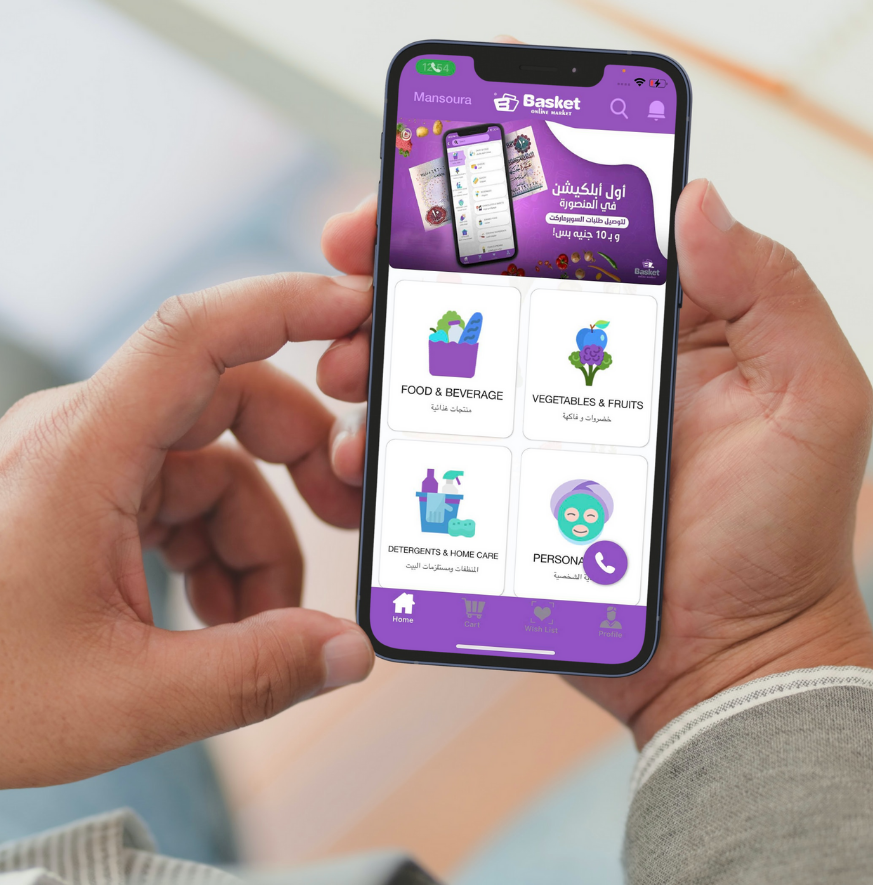 12:54
Mansoura
Basket
online market
أول أبلكيشن
في المنصورة
لتوصيل طلبات السوبرماركت
و بـ 10 جنيه بس!
Basket
FOOD & BEVERAGE
منتجات غذائية
VEGETABLES & FRUITS
خضروات و فاكهة
DETERGENTS & HOME CARE
المنظفات ومستلزمات البيت
PERSONA
ية الشخصية
Home
Cart
Wish List
Profile